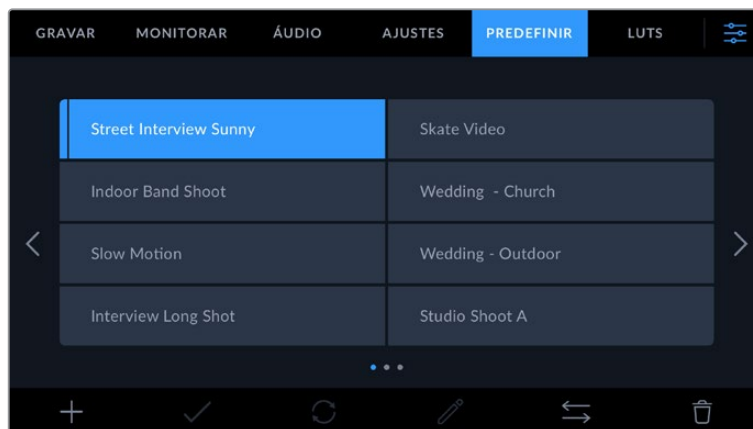 GRAVAR MONITORAR ÁUDIO AJUSTES PREDEFINIR LUTS
Street Interview Sunny Skate Video
Indoor Band Shoot Wedding - Church
Slow Motion Wedding - Outdoor
Interview Long Shot Studio Shoot A